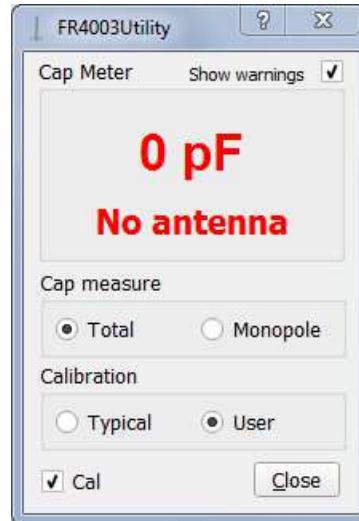 FR4003Utility
Cap Meter Show warnings
0 pF
No antenna
Cap measure
Total Monopole
Calibration
Typical User
Cal Close